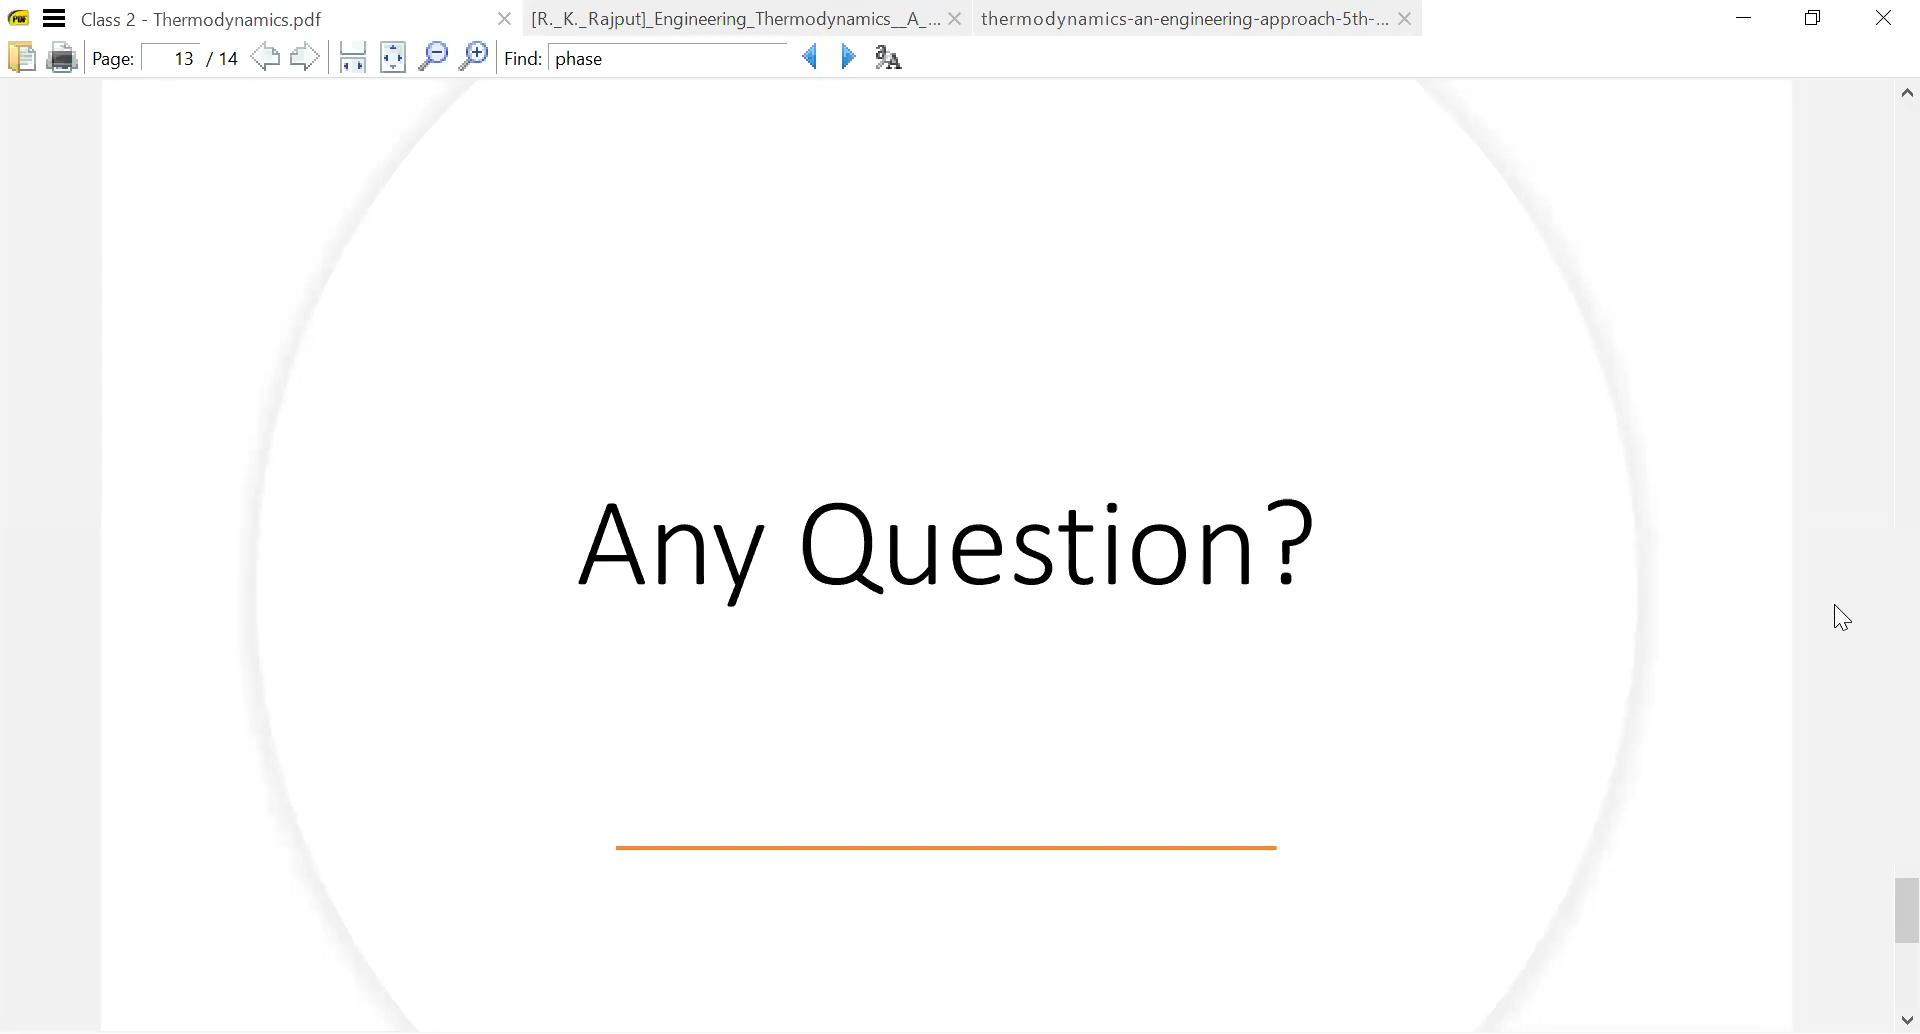 Class 2 - Thermodynamics.pdf
[R._K._Rajput]_Engineering_Thermodynamics__A_...
thermodynamics-an-engineering-approach-5th-...
Page: 13 / 14
Find: phase
Any Question?